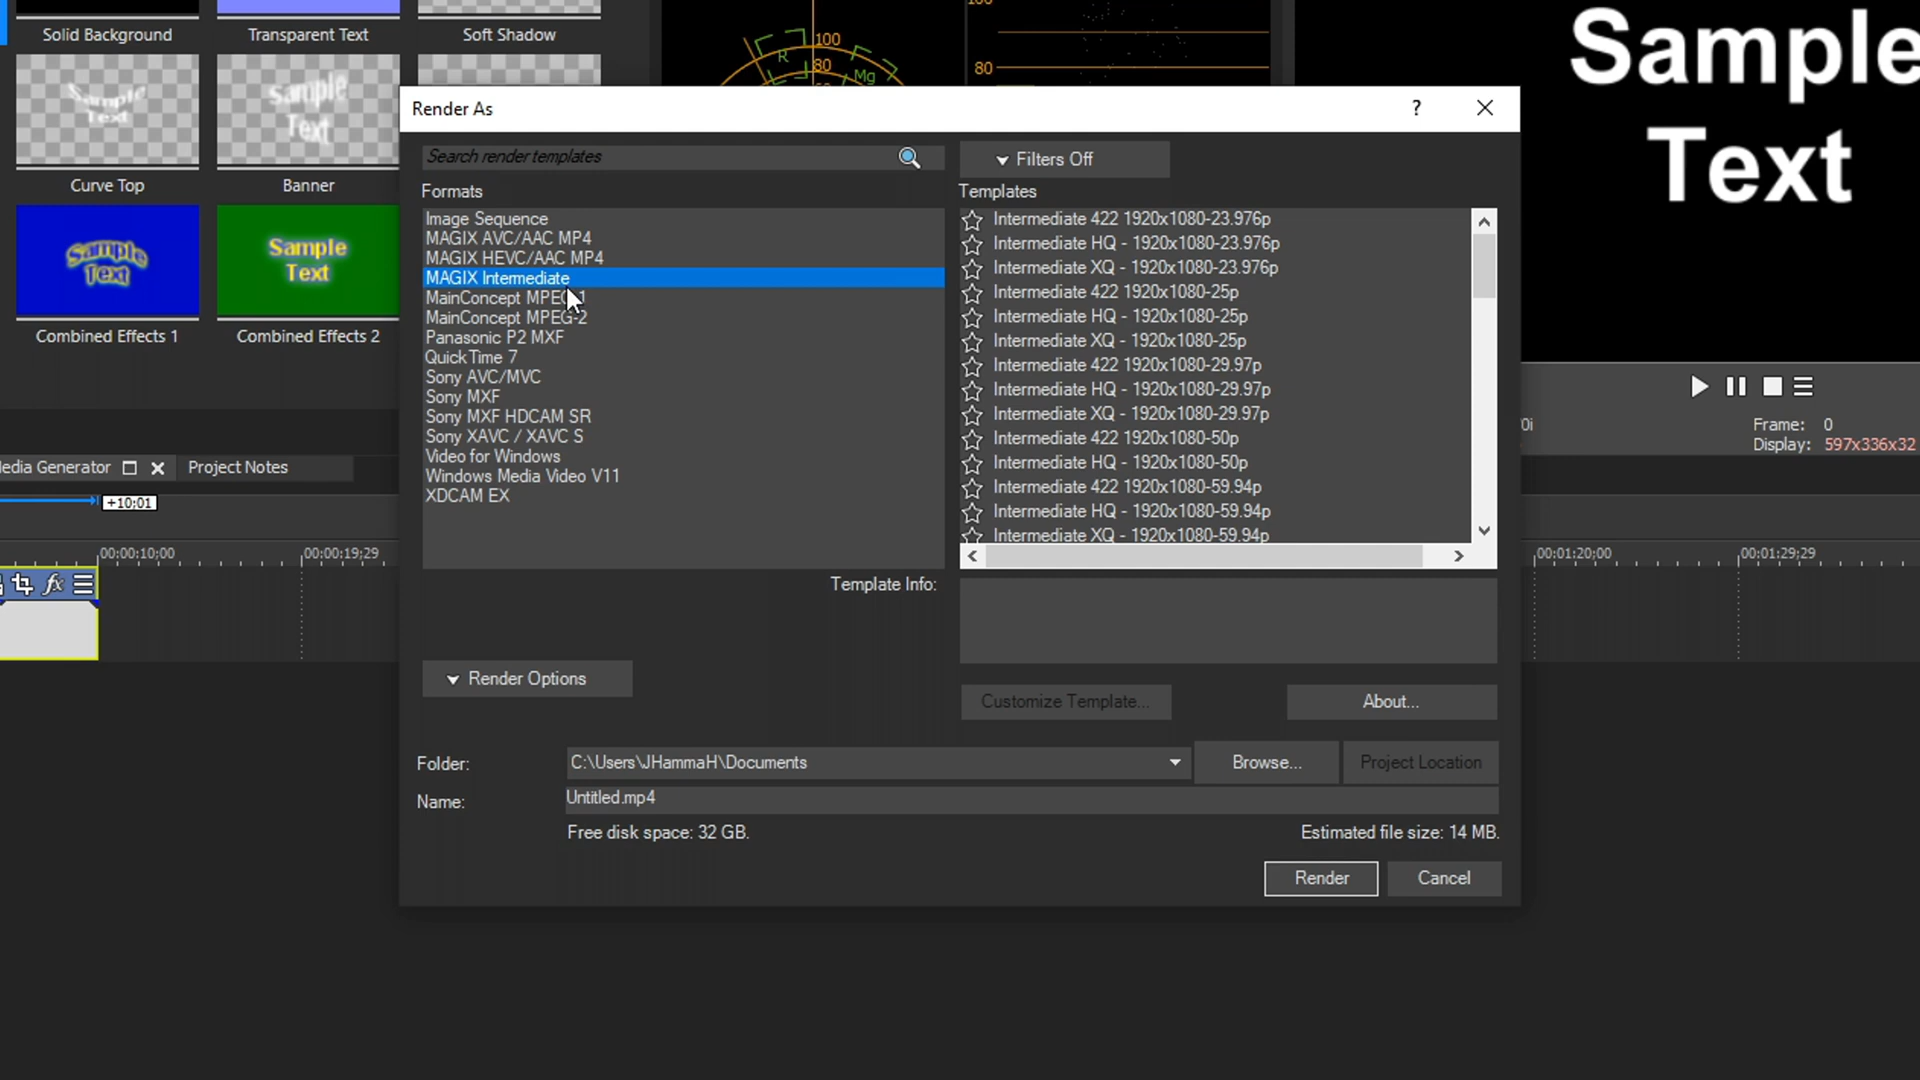 Solid Background
Transparent Text
Soft Shadow
100
80
R
Mg
80
Sample
Text
Sample
Text
Curve Top
Sample
Text
Banner
Sample
Text
Combined Effects 1
Sample
Text
Combined Effects 2
Render As
?
Search render templates
Filters Off
Formats
Templates
Image Sequence
MAGIX AVC/AAC MP4
MAGIX HEVC/AAC MP4
MAGIX Intermediate
MainConcept MPEG-1
MainConcept MPEG-2
Panasonic P2 MXF
QuickTime 7
Sony AVC/MVC
Sony MXF
Sony MXF HDCAM SR
Sony XAVC / XAVC S
Video for Windows
Windows Media Video V11
XDCAM EX
Intermediate 422 1920x1080-23.976p
Intermediate HQ - 1920x1080-23.976p
Intermediate XQ - 1920x1080-23.976p
Intermediate 422 1920x1080-25p
Intermediate HQ - 1920x1080-25p
Intermediate XQ - 1920x1080-25p
Intermediate 422 1920x1080-29.97p
Intermediate HQ - 1920x1080-29.97p
Intermediate XQ - 1920x1080-29.97p
Intermediate 422 1920x1080-50p
Intermediate HQ - 1920x1080-50p
Intermediate 422 1920x1080-59.94p
Intermediate HQ - 1920x1080-59.94p
Intermediate XQ - 1920x1080-59.94p
Template Info:
Render Options
Customize Template...
About...
Folder:
C:\Users\JHammaH\Documents
Browse...
Project Location
Name:
Untitled.mp4
Free disk space: 32 GB.
Estimated file size: 14 MB.
Render
Cancel
0i
Frame: 0
Display: 597x336x32
edia Generator
Project Notes
+10;01
00:00:10;00
00:00:19;29
00:01:20;00
00:01:29;29
fx